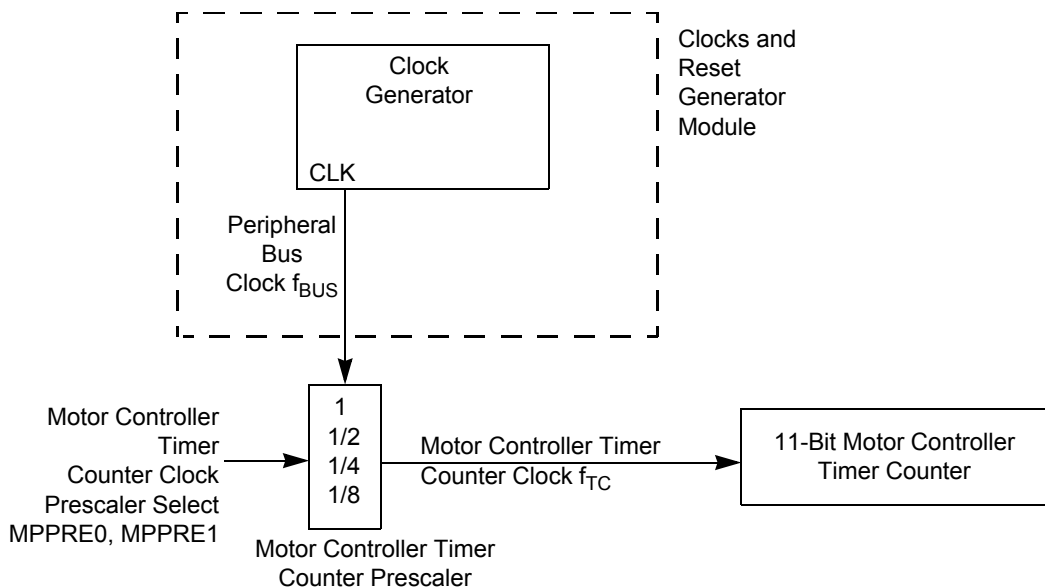 Clock
Generator
CLK
Clocks and
Reset
Generator
Module
Peripheral
Bus
Clock fBUS
Motor Controller
Timer
Counter Clock
Prescaler Select
MPPRE0, MPPRE1
1
1/2
1/4
1/8
Motor Controller Timer
Counter Prescaler
Motor Controller Timer
Counter Clock fTC
11-Bit Motor Controller
Timer Counter